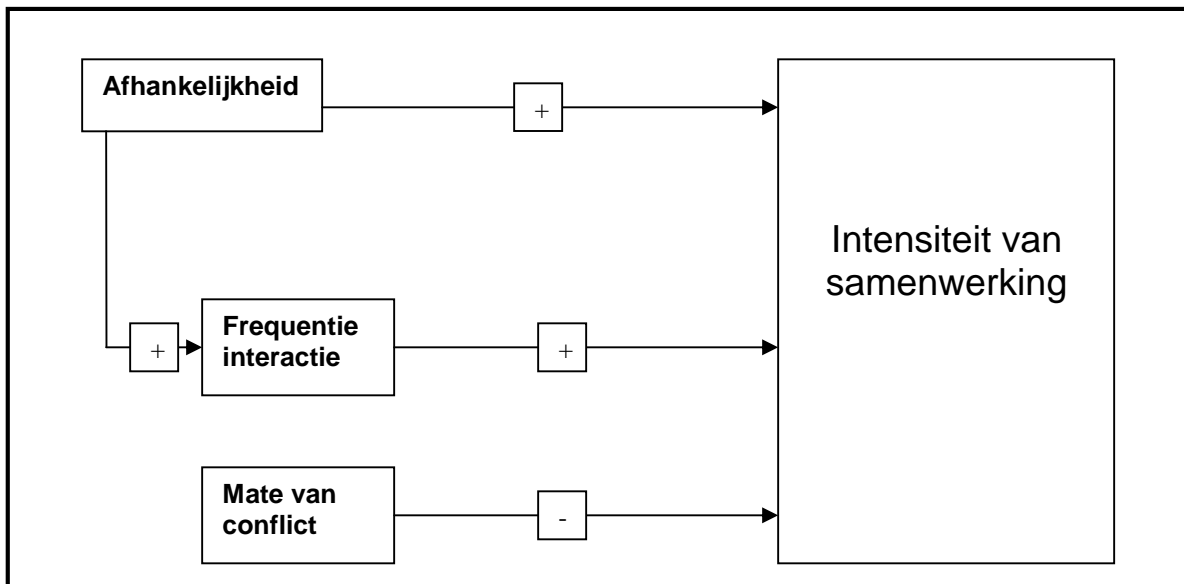 Afhankelijkheid
+
Intensiteit van
samenwerking
Frequentie
interactie
+
+
Mate van
conflict
-